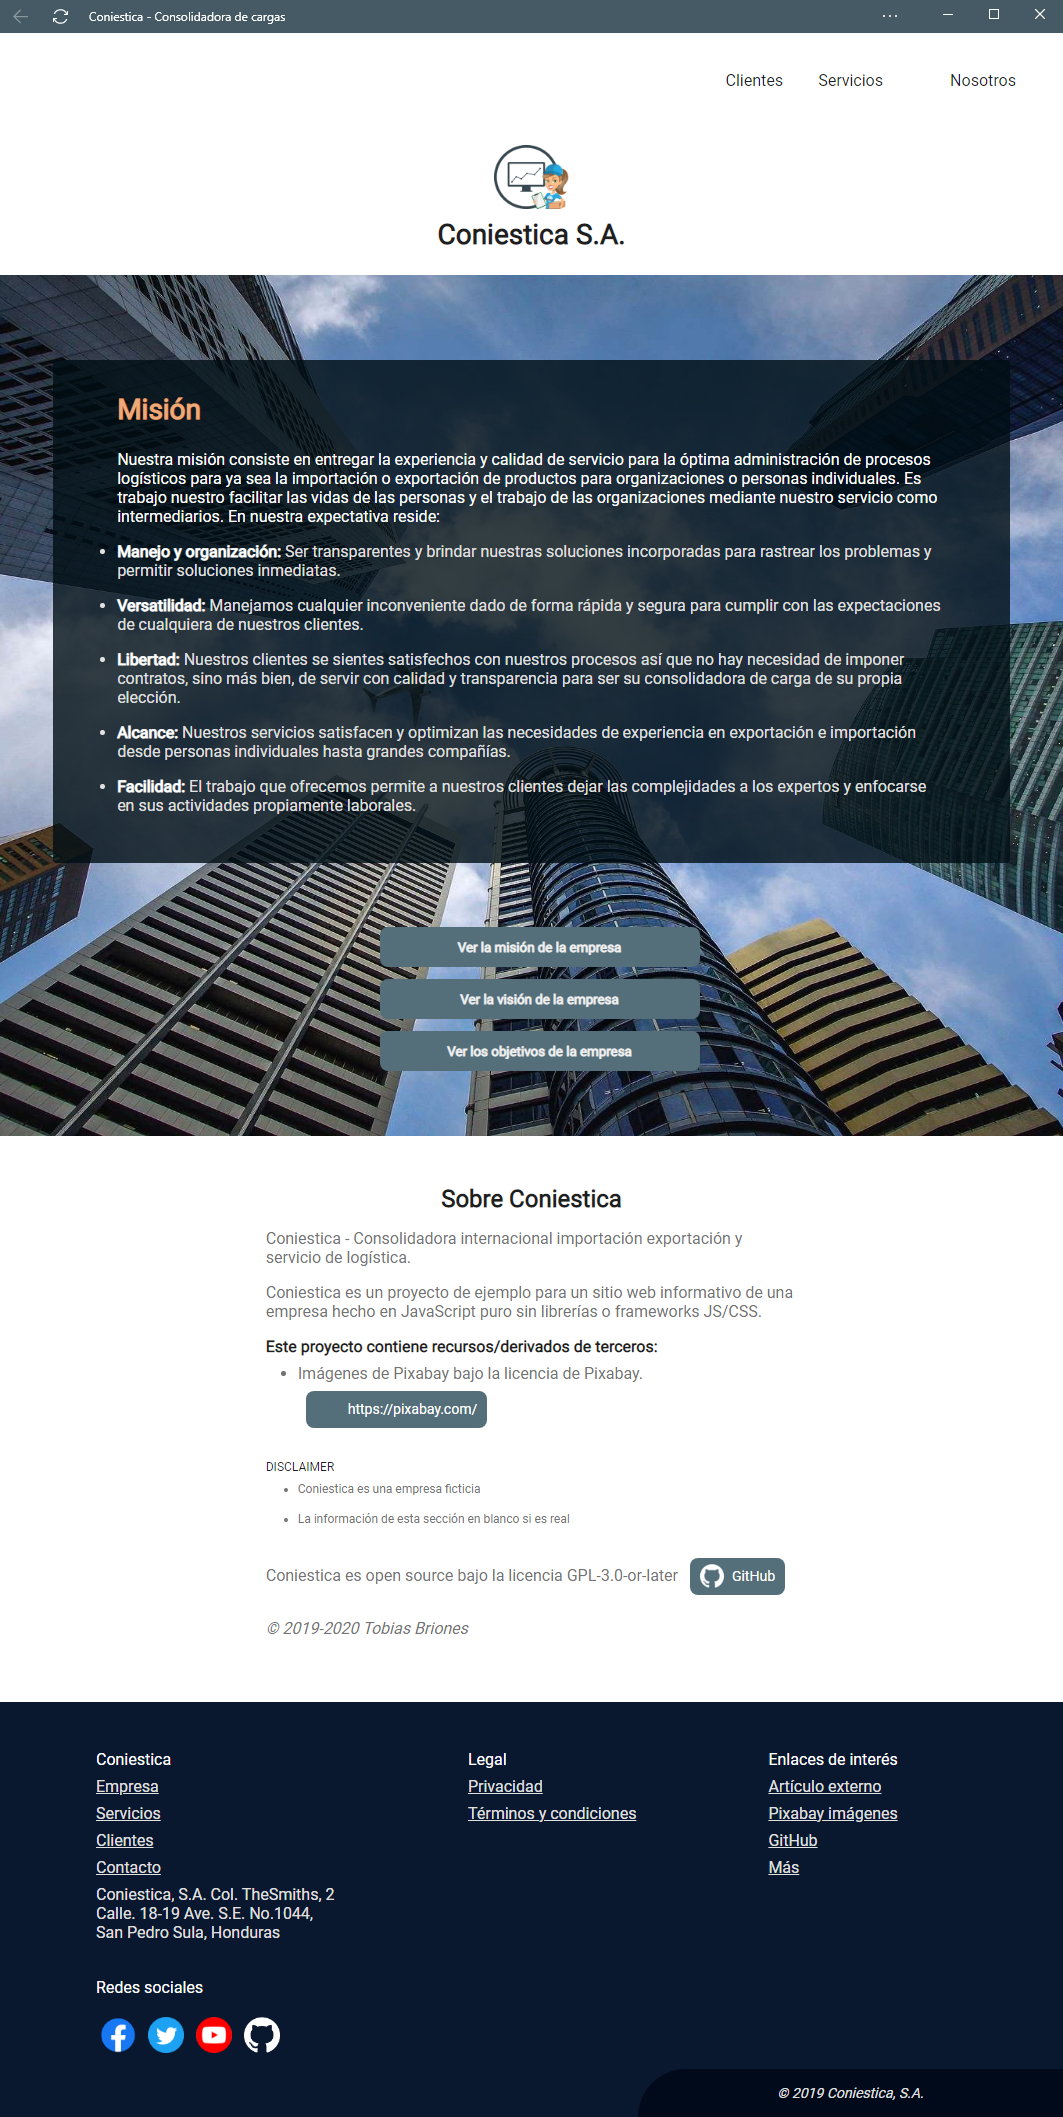 Coniestica - Consolidadora de cargas
Clientes Servicios Nosotros
Coniestica S.A.
Misión
Nuestra misión consiste en entregar la experiencia y calidad de servicio para la óptima administración de procesos
logísticos para ya sea la importación o exportación de productos para organizaciones o personas individuales. Es
trabajo nuestro facilitar las vidas de las personas y el trabajo de las organizaciones mediante nuestro servicio como
intermediarios. En nuestra expectativa reside:
• Manejo y organización: Ser transparentes y brindar nuestras soluciones incorporadas para rastrear los problemas y
permitir soluciones inmediatas.
• Versatilidad: Manejamos cualquier inconveniente dado de forma rápida y segura para cumplir con las expectaciones
de cualquiera de nuestros clientes.
• Libertad: Nuestros clientes se sientes satisfechos con nuestros procesos así que no hay necesidad de imponer
contratos, sino más bien, de servir con calidad y transparencia para ser su consolidadora de carga de su propia
elección.
• Alcance: Nuestros servicios satisfacen y optimizan las necesidades de experiencia en exportación e importación
desde personas individuales hasta grandes compañías.
• Facilidad: El trabajo que ofrecemos permite a nuestros clientes dejar las complejidades a los expertos y enfocarse
en sus actividades propiamente laborales.
Ver la misión de la empresa
Ver la visión de la empresa
Ver los objetivos de la empresa
Sobre Coniestica
Coniestica - Consolidadora internacional importación exportación y
servicio de logística.
Coniestica es un proyecto de ejemplo para un sitio web informativo de una
empresa hecho en JavaScript puro sin librerías o frameworks JS/CSS.
Este proyecto contiene recursos/derivados de terceros:
• Imágenes de Pixabay bajo la licencia de Pixabay.
https://pixabay.com/
DISCLAIMER
• Coniestica es una empresa ficticia
• La información de esta sección en blanco si es real
Coniestica es open source bajo la licencia GPL-3.0-or-later GitHub
© 2019-2020 Tobias Briones
Coniestica
Empresa
Servicios
Clientes
Contacto
Coniestica, S.A. Col. TheSmiths, 2
Calle. 18-19 Ave. S.E. No.1044,
San Pedro Sula, Honduras
Legal
Privacidad
Términos y condiciones
Enlaces de interés
Artículo externo
Pixabay imágenes
GitHub
Más
Redes sociales
© 2019 Coniestica, S.A.